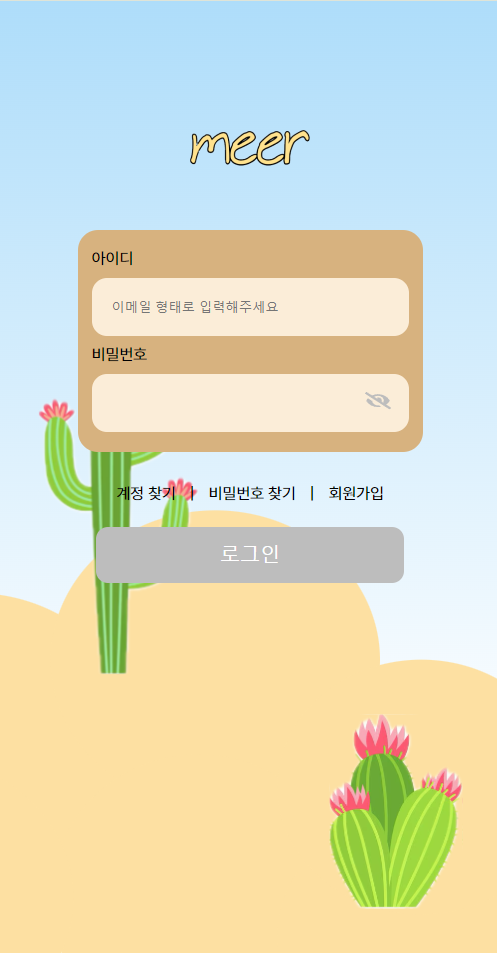 meer
아이디
이메일 형태로 입력해주세요
비밀번호
계정 찾기 | 비밀번호 찾기 | 회원가입
로그인